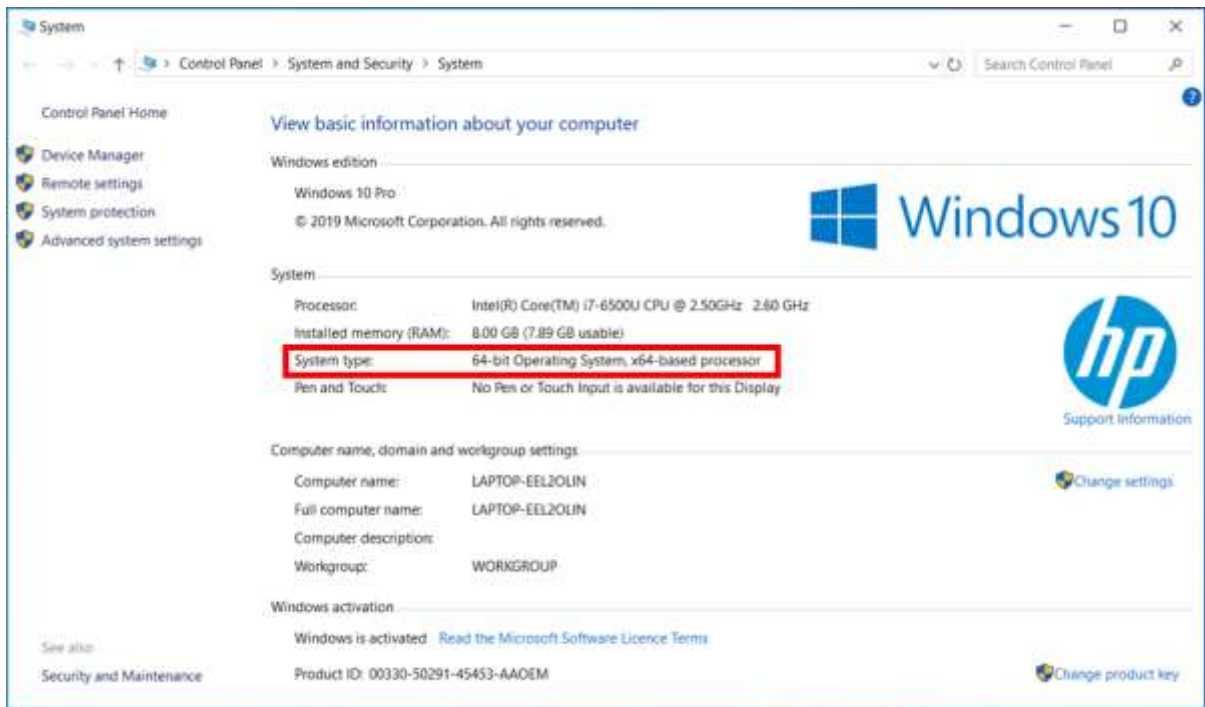 System
Control Panel > System and Security > System
Search Control Panel
Control Panel Home
Device Manager
Remote settings
System protection
Advanced system settings
See also
Security and Maintenance
View basic information about your computer
Windows edition
Windows 10 Pro
© 2019 Microsoft Corporation. All rights reserved.
Windows 10
System
Processor: Intel(R) Core(TM) i7-6500U CPU @ 2.50GHz 2.60 GHz
Installed memory (RAM): 8.00 GB (7.89 GB usable)
System type: 64-bit Operating System, x64-based processor
Pen and Touch: No Pen or Touch Input is available for this Display
hp
Support Information
Computer name, domain and workgroup settings
Computer name: LAPTOP-EEL2OLIN
Full computer name: LAPTOP-EEL2OLIN
Computer description:
Workgroup: WORKGROUP
Change settings
Windows activation
Windows is activated Read the Microsoft Software Licence Terms
Product ID: 00330-50291-45453-AAOEM
Change product key